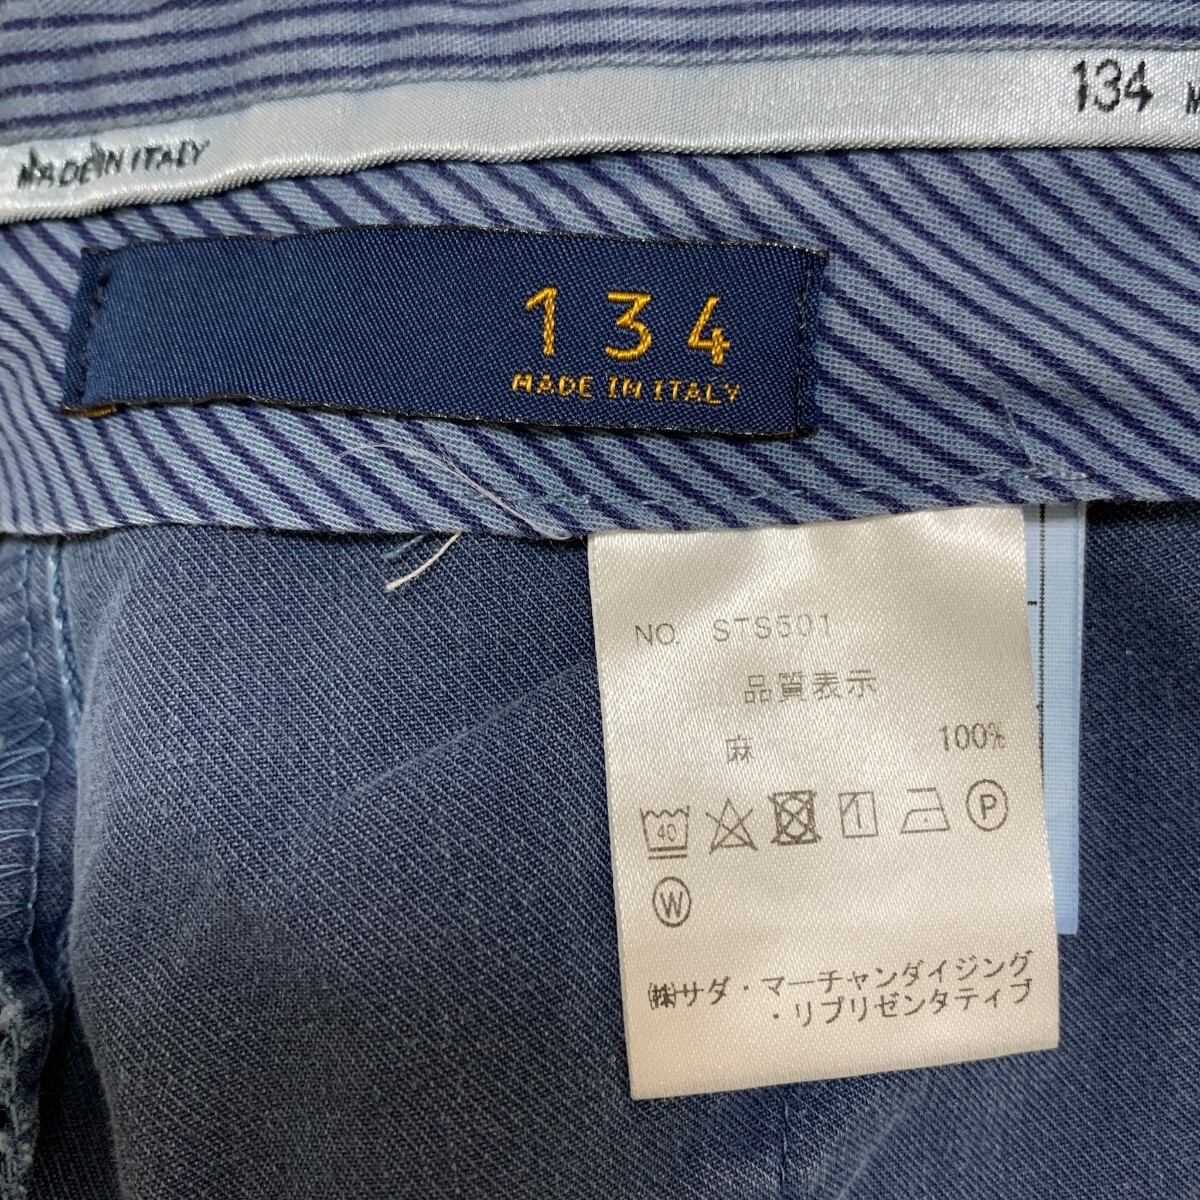 134 M
MADE IN ITALY
134
MADE IN ITALY
NO. STS501
品質表示
麻 100%
40
P
W
㈱サダ・マーチャンダイジング
・リプリゼンタティブ